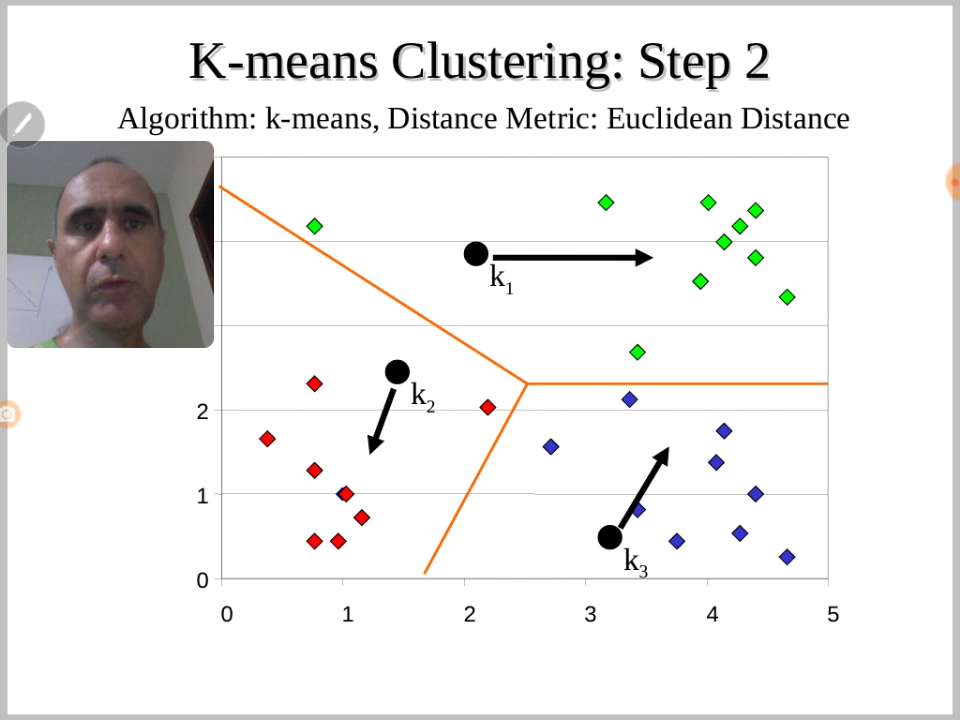 K-means Clustering: Step 2
Algorithm: k-means, Distance Metric: Euclidean Distance
k1
k2
2
1
k3
0
0 1 2 3 4 5